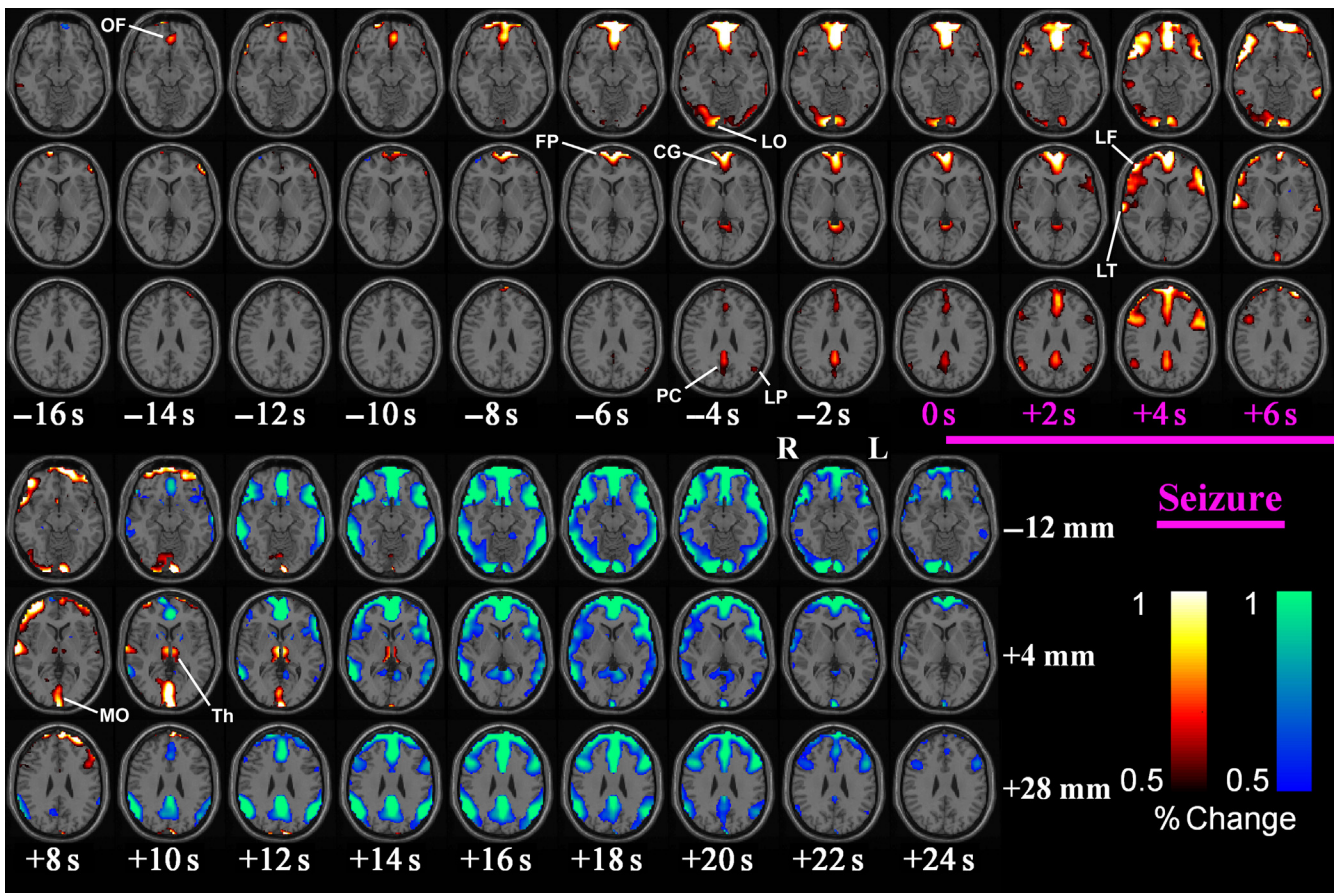 OF
LO
FP
CG
LF
LT
PC
LP
–16 s –14 s –12 s –10 s –8 s –6 s –4 s –2 s 0 s +2 s +4 s +6 s
R L
Seizure
–12 mm
+4 mm
+28 mm
MO
Th
1
1
0.5
0.5
% Change
+8 s +10 s +12 s +14 s +16 s +18 s +20 s +22 s +24 s